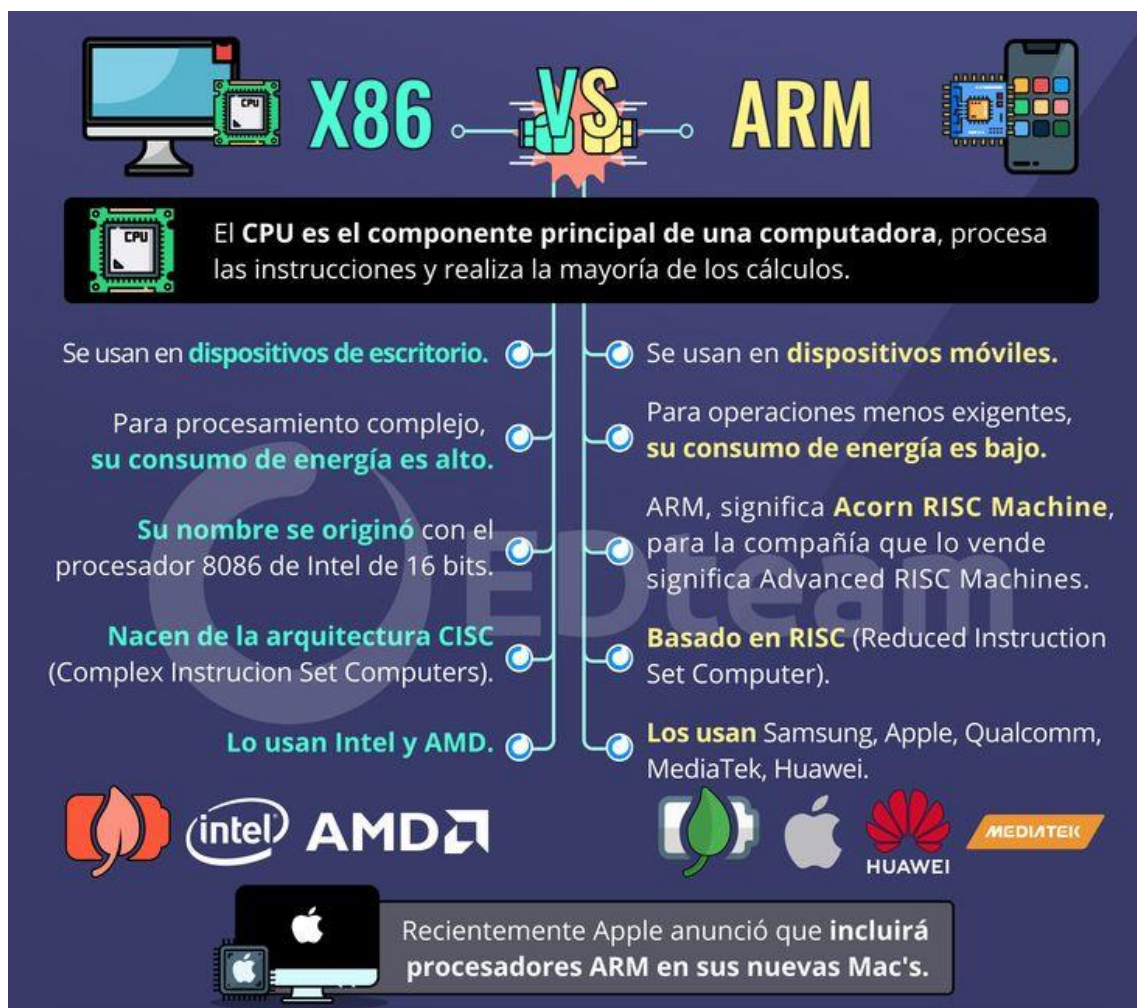 X86 VS ARM
CPU
El CPU es el componente principal de una computadora, procesa
las instrucciones y realiza la mayoría de los cálculos.
Se usan en dispositivos de escritorio.
Para procesamiento complejo,
su consumo de energía es alto.
Su nombre se originó con el
procesador 8086 de Intel de 16 bits.
Nacen de la arquitectura CISC
(Complex Instrucion Set Computers).
Lo usan Intel y AMD.
intel AMD
Se usan en dispositivos móviles.
Para operaciones menos exigentes,
su consumo de energía es bajo.
ARM, significa Acorn RISC Machine,
para la compañía que lo vende
significa Advanced RISC Machines.
Basado en RISC (Reduced Instruction
Set Computer).
Los usan Samsung, Apple, Qualcomm,
MediaTek, Huawei.
HUAWEI
MEDIATEK
EDteam
Recientemente Apple anunció que incluirá
procesadores ARM en sus nuevas Mac's.